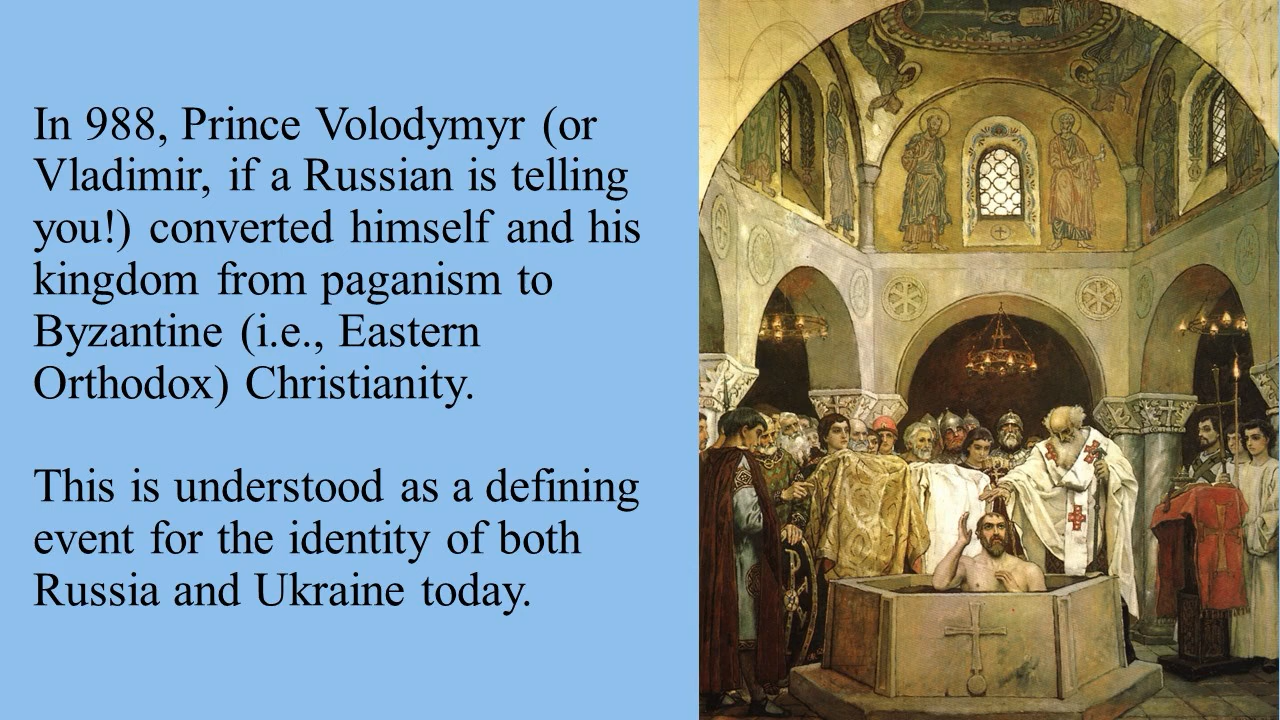 In 988, Prince Volodymyr (or
Vladimir, if a Russian is telling
you!) converted himself and his
kingdom from paganism to
Byzantine (i.e., Eastern
Orthodox) Christianity.
This is understood as a defining
event for the identity of both
Russia and Ukraine today.